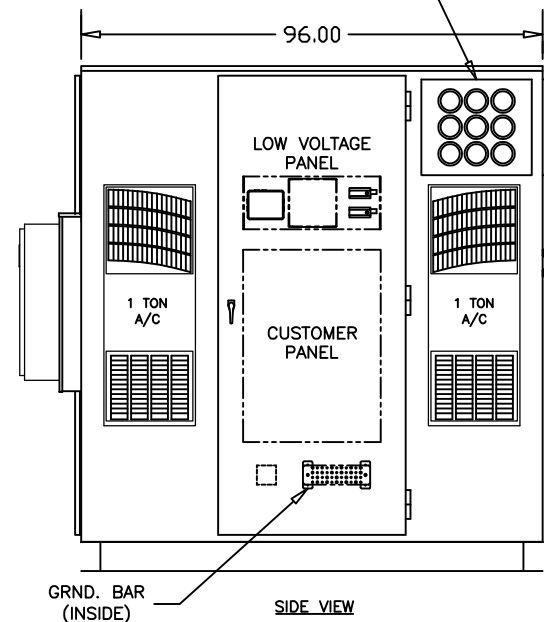 96.00
LOW VOLTAGE
PANEL
1 TON
A/C
CUSTOMER
PANEL
1 TON
A/C
GRND. BAR
(INSIDE)
SIDE VIEW